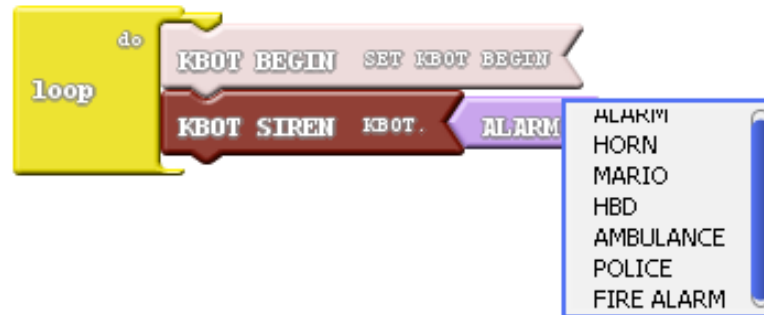 do
loop
KBOT BEGIN SET KBOT BEGIN
KBOT SIREN KBOT. ALARM
ALARM
HORN
MARIO
HBD
AMBULANCE
POLICE
FIRE ALARM